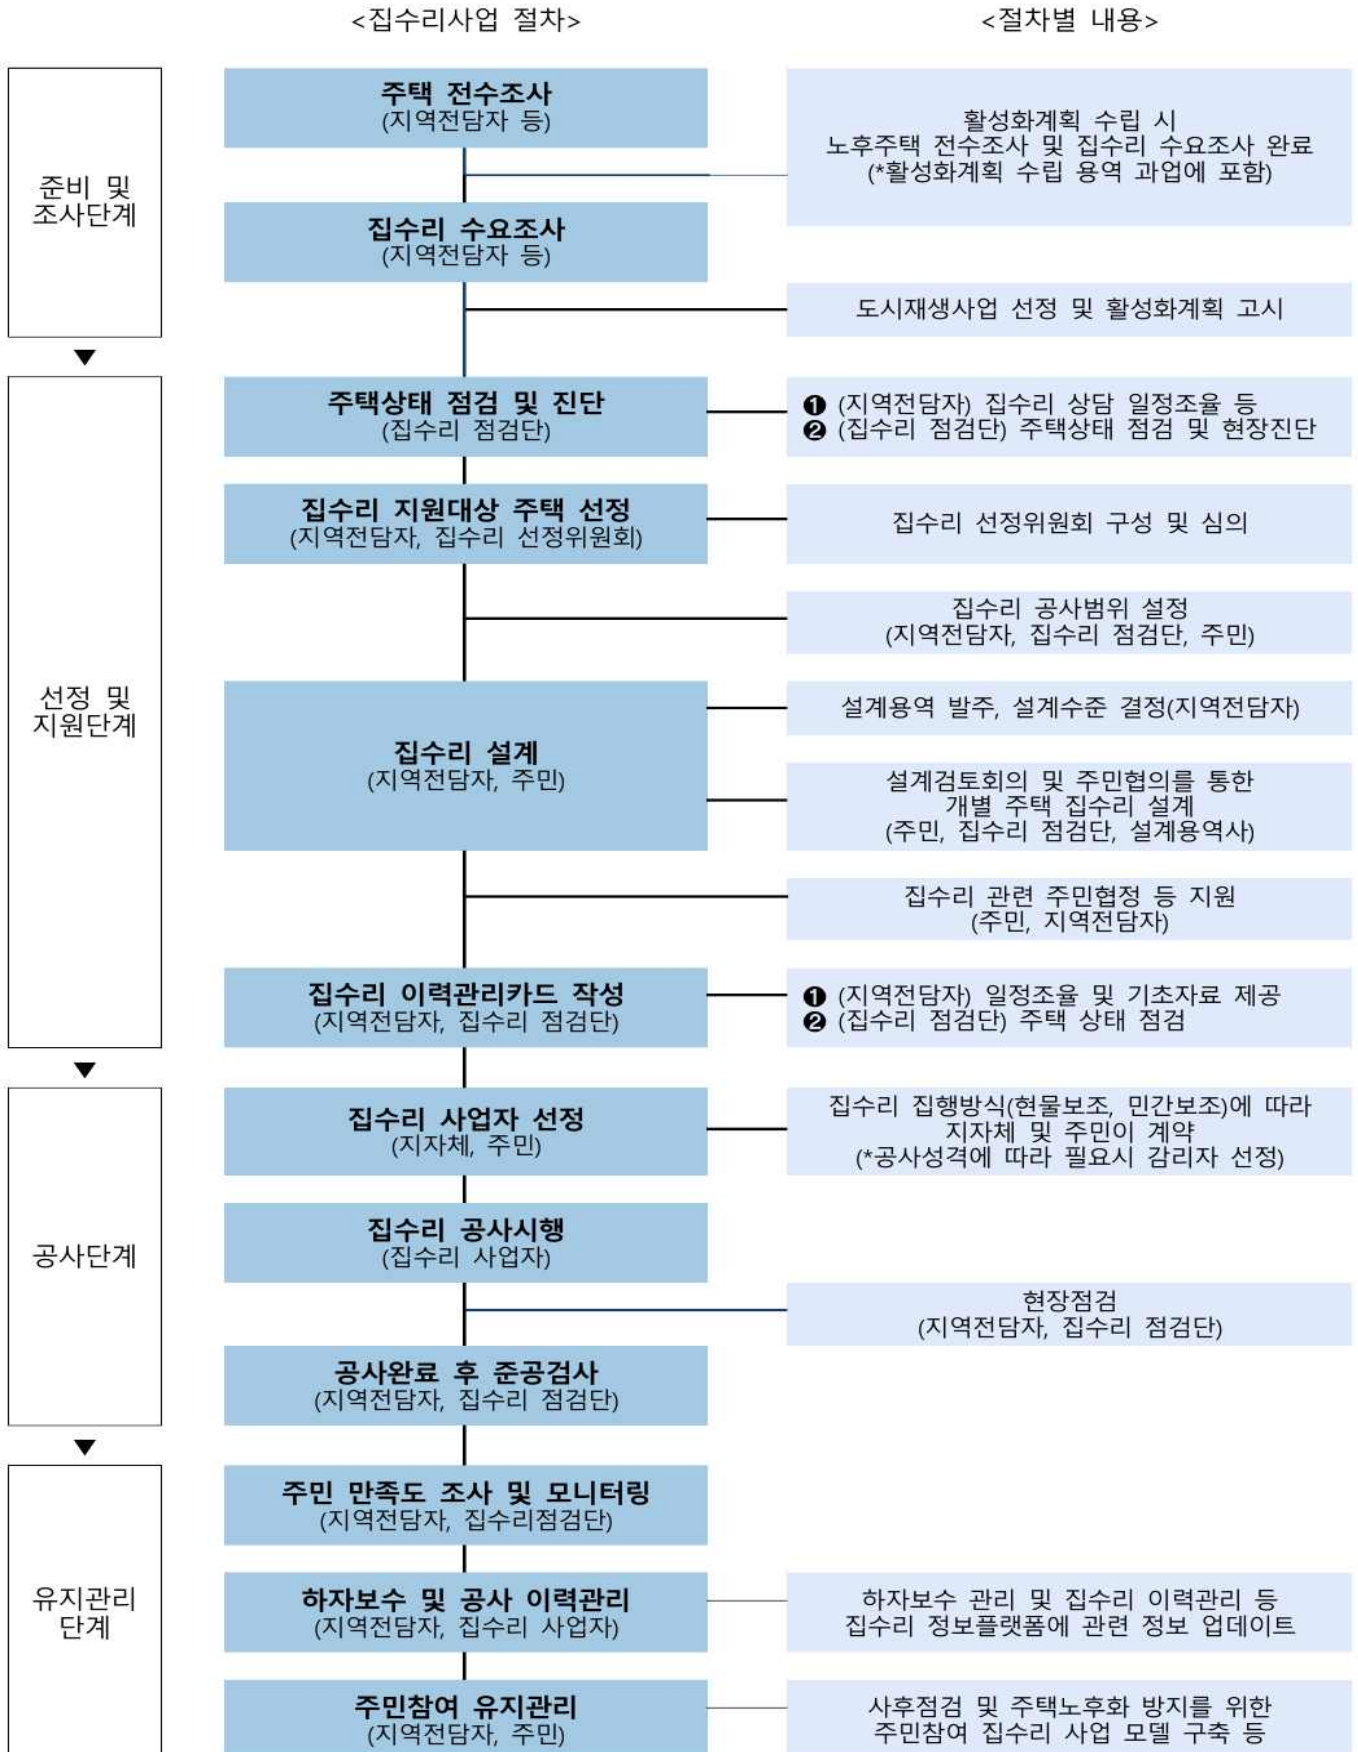 <집수리사업 절차>
<절차별 내용>
준비 및
조사단계
주택 전수조사
(지역전담자 등)
활성화계획 수립 시
노후주택 전수조사 및 집수리 수요조사 완료
(*활성화계획 수립 용역 과업에 포함)
집수리 수요조사
(지역전담자 등)
도시재생사업 선정 및 활성화계획 고시
▼
선정 및
지원단계
주택상태 점검 및 진단
(집수리 점검단)
❶ (지역전담자) 집수리 상담 일정조율 등
❷ (집수리 점검단) 주택상태 점검 및 현장진단
집수리 지원대상 주택 선정
(지역전담자, 집수리 선정위원회)
집수리 선정위원회 구성 및 심의
집수리 공사범위 설정
(지역전담자, 집수리 점검단, 주민)
집수리 설계
(지역전담자, 주민)
설계용역 발주, 설계수준 결정(지역전담자)
설계검토회의 및 주민협의를 통한
개별 주택 집수리 설계
(주민, 집수리 점검단, 설계용역사)
집수리 관련 주민협정 등 지원
(주민, 지역전담자)
집수리 이력관리카드 작성
(지역전담자, 집수리 점검단)
❶ (지역전담자) 일정조율 및 기초자료 제공
❷ (집수리 점검단) 주택 상태 점검
▼
공사단계
집수리 사업자 선정
(지자체, 주민)
집수리 집행방식(현물보조, 민간보조)에 따라
지자체 및 주민이 계약
(*공사성격에 따라 필요시 감리자 선정)
집수리 공사시행
(집수리 사업자)
현장점검
(지역전담자, 집수리 점검단)
공사완료 후 준공검사
(지역전담자, 집수리 점검단)
▼
유지관리
단계
주민 만족도 조사 및 모니터링
(지역전담자, 집수리점검단)
하자보수 및 공사 이력관리
(지역전담자, 집수리 사업자)
하자보수 관리 및 집수리 이력관리 등
집수리 정보플랫폼에 관련 정보 업데이트
주민참여 유지관리
(지역전담자, 주민)
사후점검 및 주택노후화 방지를 위한
주민참여 집수리 사업 모델 구축 등